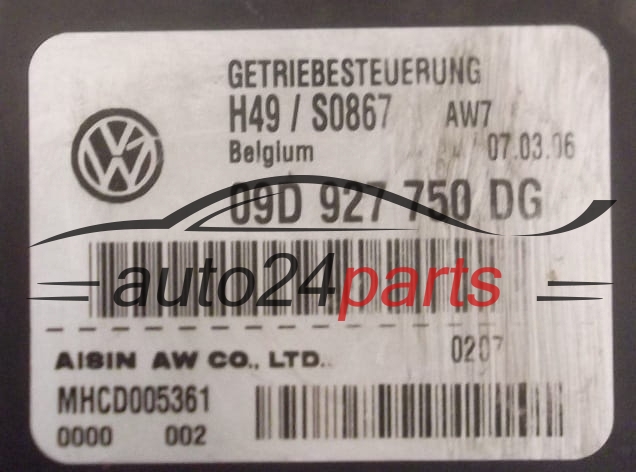 GETRIEBESTEUERUNG
H49 / S0867 AW7
Belgium 07.03.06
09D 927 750 DG
auto24parts
AISIN AW CO., LTD. 0207
MHCD005361
0000 002